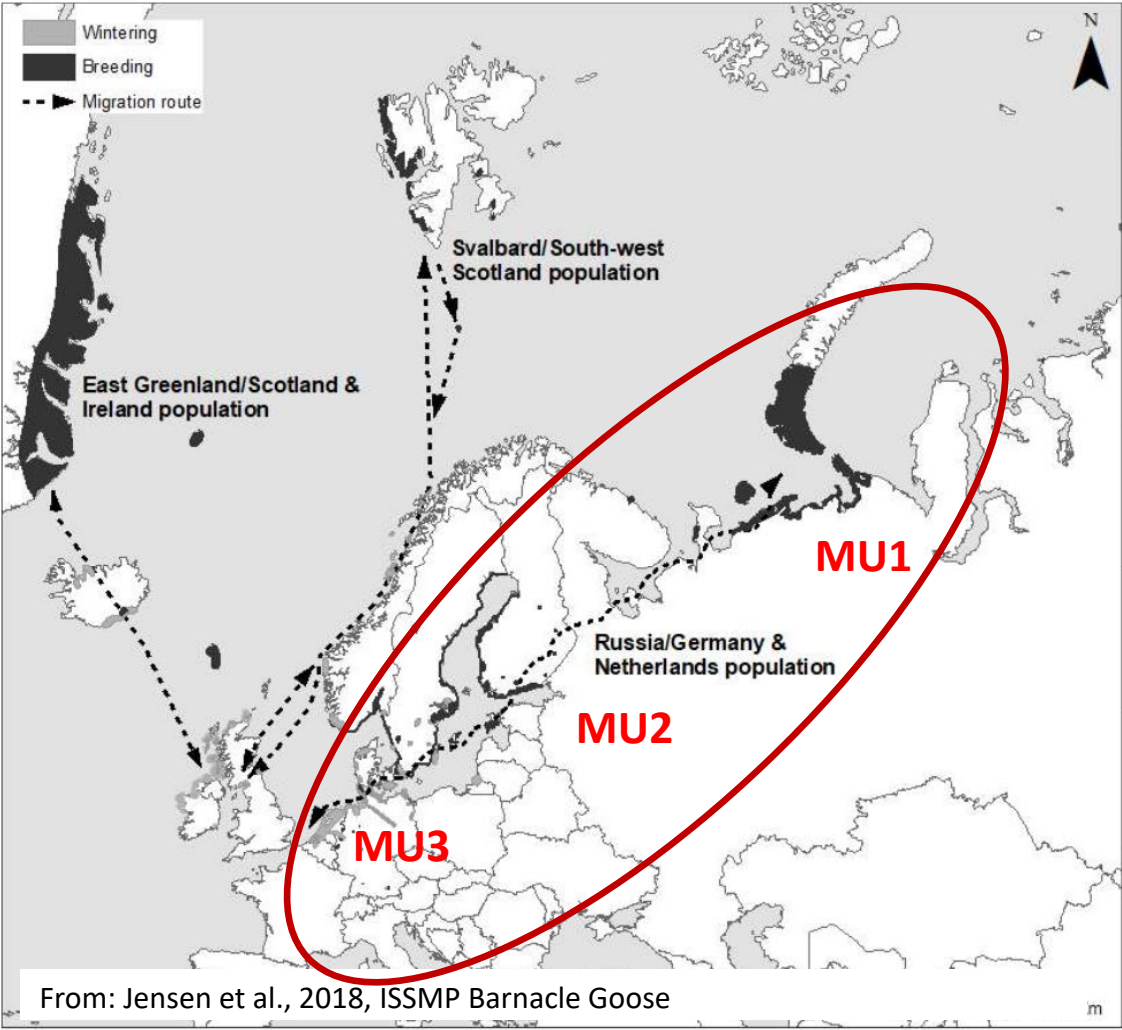 Wintering
Breeding
Migration route
N
Svalbard/South-west
Scotland population
East Greenland/Scotland &
Ireland population
MU1
Russia/Germany &
Netherlands population
MU2
MU3
From: Jensen et al., 2018, ISSMP Barnacle Goose
m